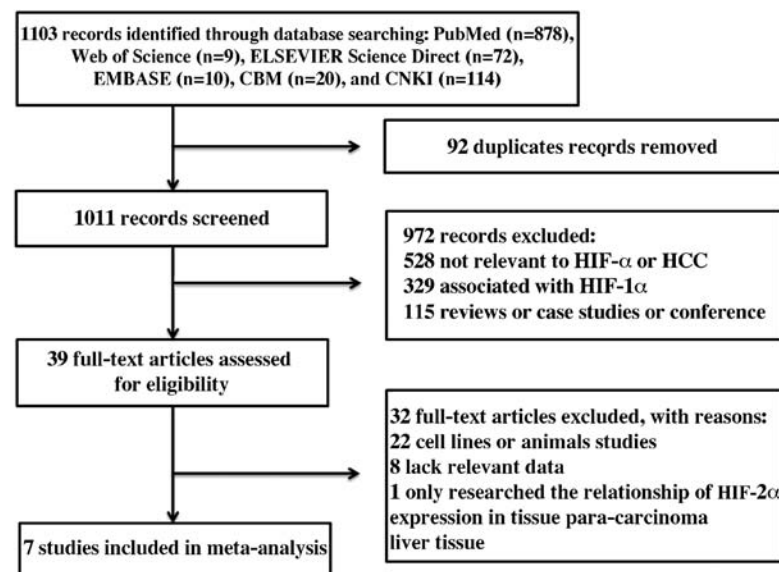 1103 records identified through database searching: PubMed (n=878),
Web of Science (n=9), ELSEVIER Science Direct (n=72),
EMBASE (n=10), CBM (n=20), and CNKI (n=114)
92 duplicates records removed
1011 records screened
972 records excluded:
528 not relevant to HIF-α or HCC
329 associated with HIF-1α
115 reviews or case studies or conference
39 full-text articles assessed
for eligibility
32 full-text articles excluded, with reasons:
22 cell lines or animals studies
8 lack relevant data
1 only researched the relationship of HIF-2α
expression in tissue para-carcinoma
liver tissue
7 studies included in meta-analysis